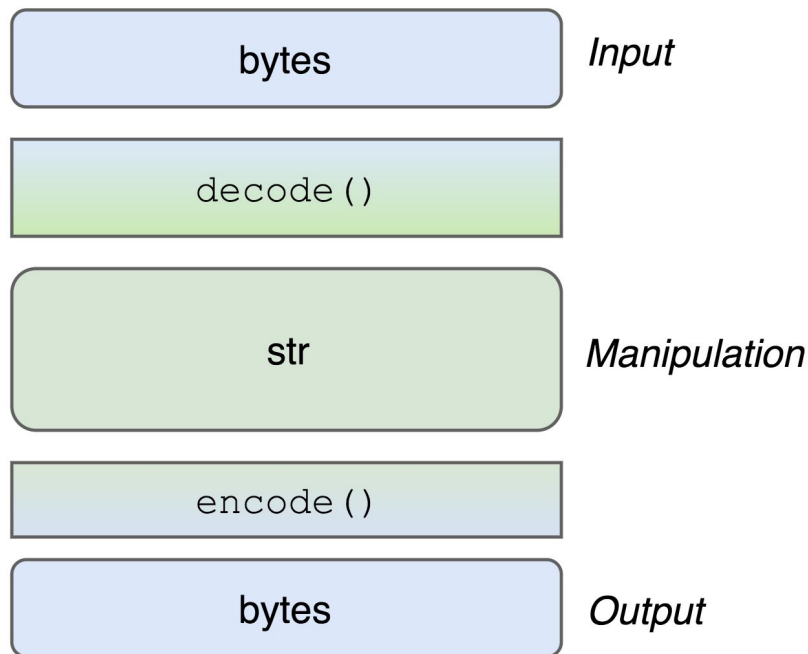 bytes Input
decode()
str Manipulation
encode()
bytes Output